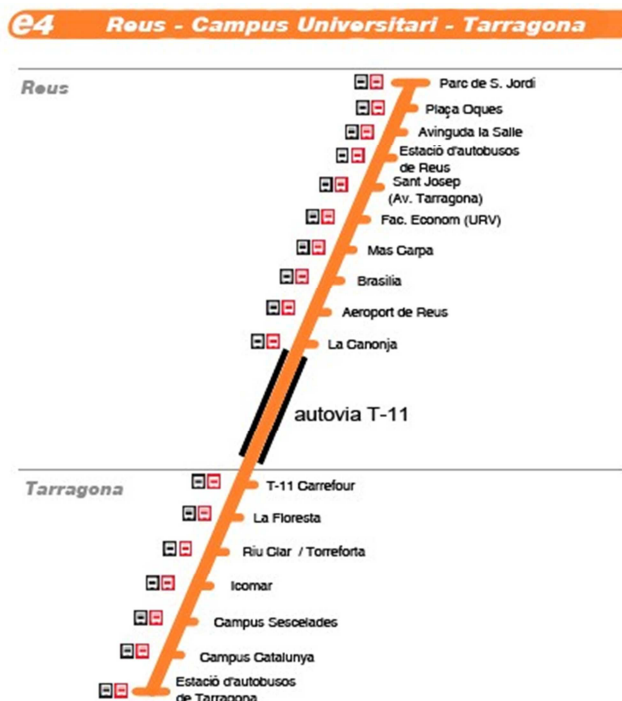 e4 Reus - Campus Universitari - Tarragona
Reus
Parc de S. Jordi
Plaça Oques
Avinguda la Salle
Estació d'autobusos
de Reus
Sant Josep
(Av. Tarragona)
Fac. Econom (URV)
Mas Carpa
Brasilia
Aeroport de Reus
La Canonja
autovia T-11
Tarragona
T-11 Carrefour
La Floresta
Riu Clar / Torreforta
Icomar
Campus Sescelades
Campus Catalunya
Estació d'autobusos
de Tarragona